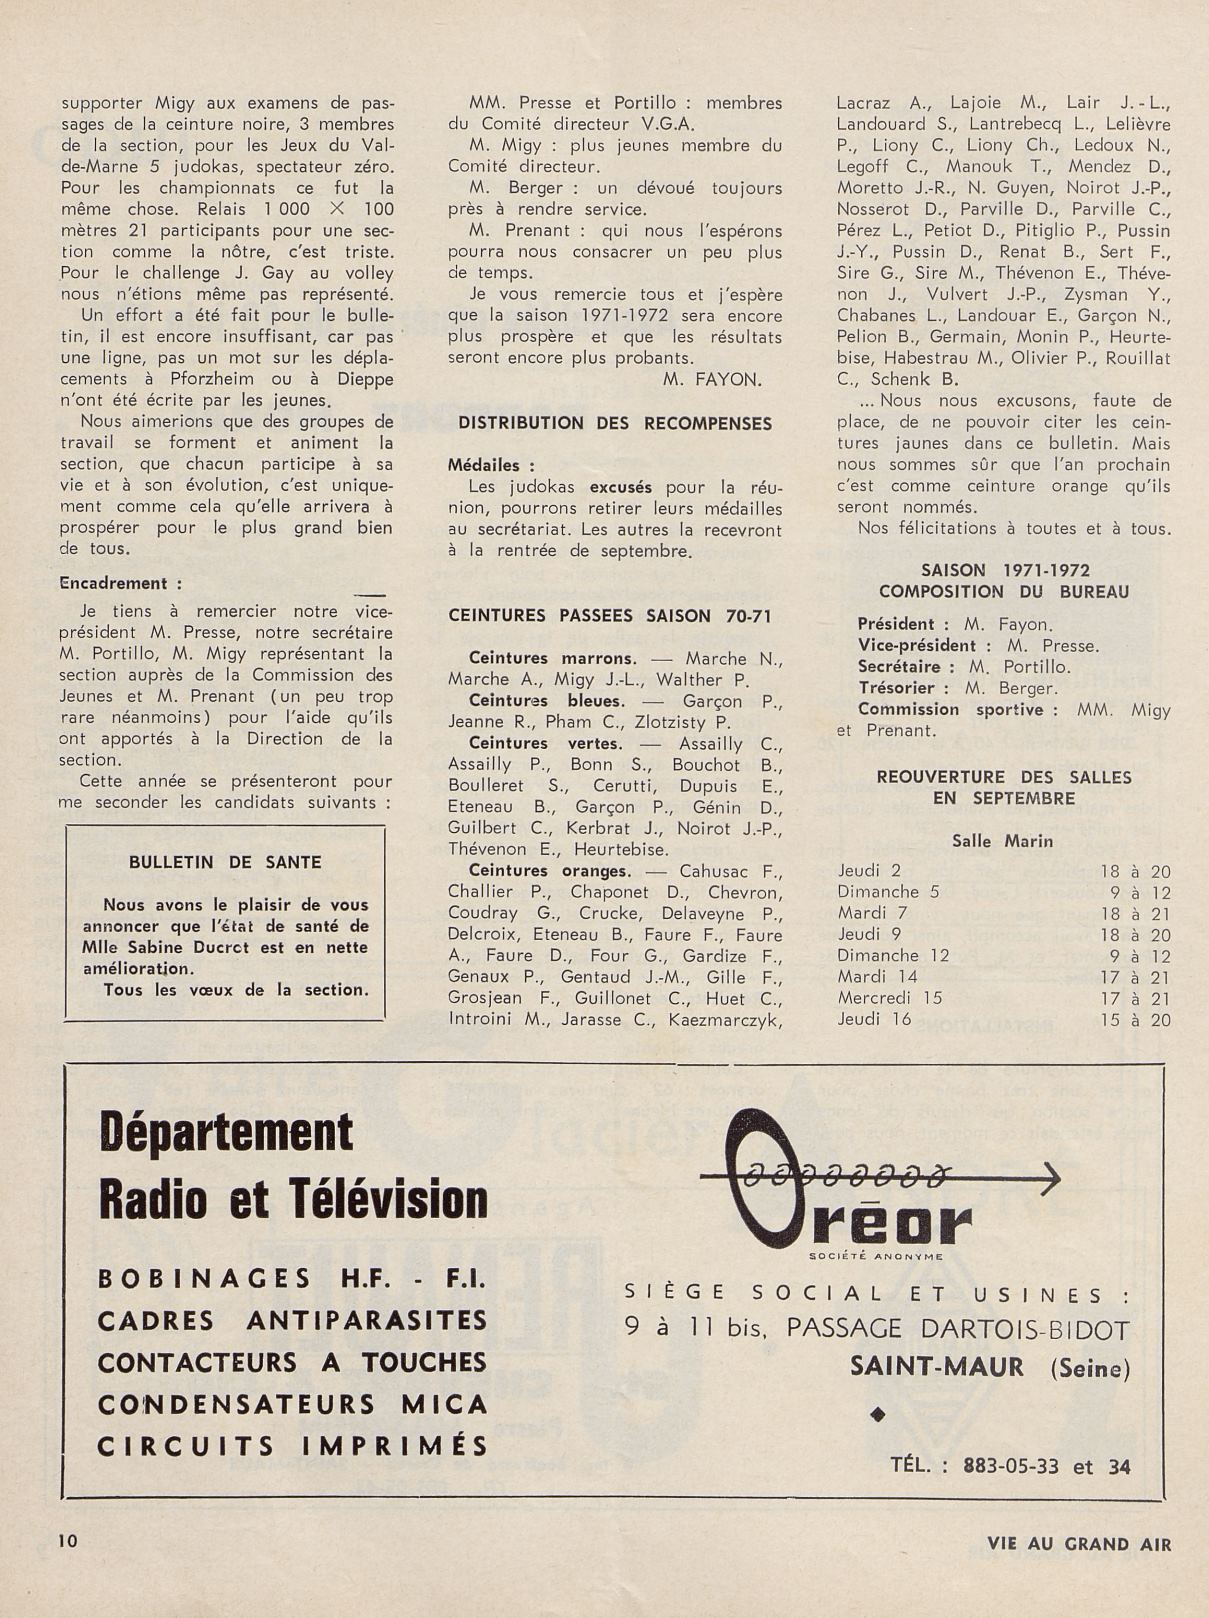 supporter Migy aux examens de pas-
sages de la ceinture noire, 3 membres
de la section, pour les Jeux du Val-
de-Marne 5 judokas, spectateur zéro.
Pour les championnats ce fut la
même chose. Relais 1 000 X 100
mètres 21 participants pour une sec-
tion comme la nôtre, c'est triste.
Pour le challenge J. Gay au volley
nous n'étions même pas représenté.
Un effort a été fait pour le bulle-
tin, il est encore insuffisant, car pas
une ligne, pas un mot sur les dépla-
cements à Pforzheim ou à Dieppe
n'ont été écrite par les jeunes.
Nous aimerions que des groupes de
travail se forment et animent la
section, que chacun participe à sa
vie et à son évolution, c'est unique-
ment comme cela qu'elle arrivera à
prospérer pour le plus grand bien
de tous.
Encadrement :
Je tiens à remercier notre vice-
président M. Presse, notre secrétaire
M. Portillo, M. Migy représentant la
section auprès de la Commission des
Jeunes et M. Prenant (un peu trop
rare néanmoins) pour l'aide qu'ils
ont apportés à la Direction de la
section.
Cette année se présenteront pour
me seconder les candidats suivants :
BULLETIN DE SANTE
Nous avons le plaisir de vous
annoncer que l'état de santé de
Mlle Sabine Ducrot est en nette
amélioration.
Tous les vœux de la section.
MM. Presse et Portillo : membres
du Comité directeur V.G.A.
M. Migy : plus jeunes membre du
Comité directeur.
M. Berger : un dévoué toujours
près à rendre service.
M. Prenant : qui nous l'espérons
pourra nous consacrer un peu plus
de temps.
Je vous remercie tous et j'espère
que la saison 1971-1972 sera encore
plus prospère et que les résultats
seront encore plus probants.
M. FAYON.
DISTRIBUTION DES RECOMPENSES
Médailes :
Les judokas excusés pour la réu-
nion, pourrons retirer leurs médailles
au secrétariat. Les autres la recevront
à la rentrée de septembre.
CEINTURES PASSEES SAISON 70-71
Ceintures marrons. — Marche N.,
Marche A., Migy J.-L., Walther P.
Ceintures bleues. — Garçon P.,
Jeanne R., Pham C., Zlotzisty P.
Ceintures vertes. — Assailly C.,
Assailly P., Bonn S., Bouchot B.,
Boulleret S., Cerutti, Dupuis E.,
Eteneau B., Garçon P., Génin D.,
Guilbert C., Kerbrat J., Noirot J.-P.,
Thévenon E., Heurtebise.
Ceintures oranges. — Cahusac F.,
Challier P., Chaponet D., Chevron,
Coudray G., Crucke, Delaveyne P.,
Delcroix, Eteneau B., Faure F., Faure
A., Faure D., Four G., Gardize F.,
Genaux P., Gentaud J.-M., Gille F.,
Grosjean F., Guillonet C., Huet C.,
Introini M., Jarasse C., Kaezmarczyk,
Lacraz A., Lajoie M., Lair J.-L.,
Landouard S., Lantrebecq L., Lelièvre
P., Liony C., Liony Ch., Ledoux N.,
Legoff C., Manouk T., Mendez D.,
Moretto J.-R., N. Guyen, Noirot J.-P.,
Nosserot D., Parville D., Parville C.,
Pérez L., Petiot D., Pitiglio P., Pussin
J.-Y., Pussin D., Renat B., Sert F.,
Sire G., Sire M., Thévenon E., Théve-
non J., Vulvert J.-P., Zysman Y.,
Chabanes L., Landouar E., Garçon N.,
Pelion B., Germain, Monin P., Heurte-
bise, Habestrau M., Olivier P., Rouillat
C., Schenk B.
... Nous nous excusons, faute de
place, de ne pouvoir citer les cein-
tures jaunes dans ce bulletin. Mais
nous sommes sûr que l'an prochain
c'est comme ceinture orange qu'ils
seront nommés.
Nos félicitations à toutes et à tous.
SAISON 1971-1972
COMPOSITION DU BUREAU
Président : M. Fayon.
Vice-président : M. Presse.
Secrétaire : M. Portillo.
Trésorier : M. Berger.
Commission sportive : MM. Migy
et Prenant.
REOUVERTURE DES SALLES
EN SEPTEMBRE
Salle Marin
Jeudi 2 18 à 20
Dimanche 5 9 à 12
Mardi 7 18 à 21
Jeudi 9 18 à 20
Dimanche 12 9 à 12
Mardi 14 17 à 21
Mercredi 15 17 à 21
Jeudi 16 15 à 20
Département
Radio et Télévision
BOBINAGES H.F. - F.I.
CADRES ANTIPARASITES
CONTACTEURS A TOUCHES
CONDENSATEURS MICA
CIRCUITS IMPRIMÉS
Oréor
SOCIÉTÉ ANONYME
SIÈGE SOCIAL ET USINES :
9 à 11 bis, PASSAGE DARTOIS-BIDOT
SAINT-MAUR (Seine)
TÉL. : 883-05-33 et 34
10
VIE AU GRAND AIR